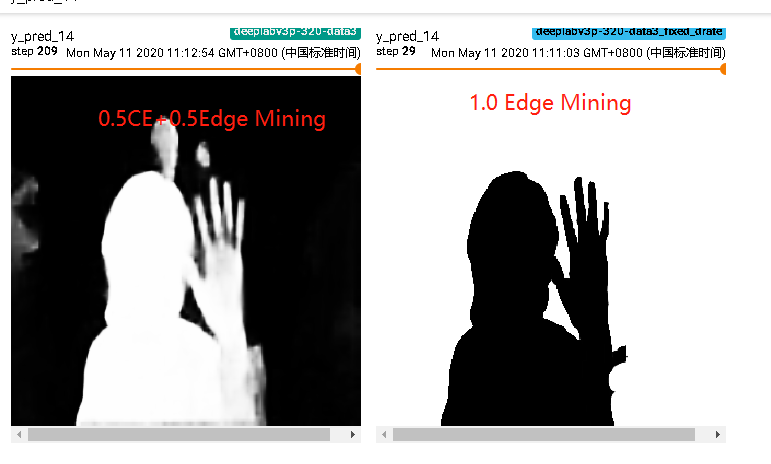 deeplabv3p-320-data3
y_pred_14
step 209 Mon May 11 2020 11:12:54 GMT+0800 (中国标准时间)
0.5CE+0.5Edge Mining
deeplabv3p-320-data3_fixed_drate
y_pred_14
step 29 Mon May 11 2020 11:11:03 GMT+0800 (中国标准时间)
1.0 Edge Mining